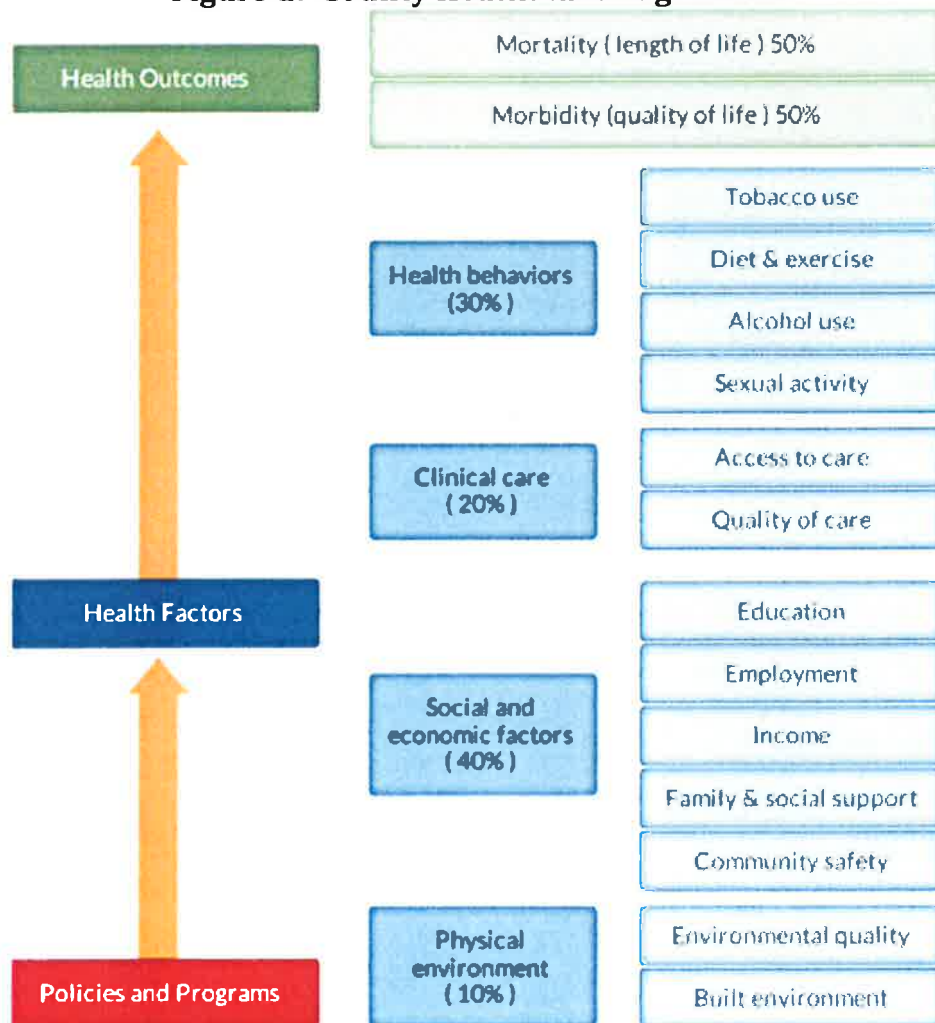 Health Outcomes
Mortality ( length of life ) 50%
Morbidity (quality of life ) 50%
Health behaviors
(30% )
Tobacco use
Diet & exercise
Alcohol use
Sexual activity
Clinical care
( 20% )
Access to care
Quality of care
Health Factors
Social and
economic factors
( 40% )
Education
Employment
Income
Family & social support
Community safety
Policies and Programs
Physical
environment
( 10% )
Environmental quality
Built environment